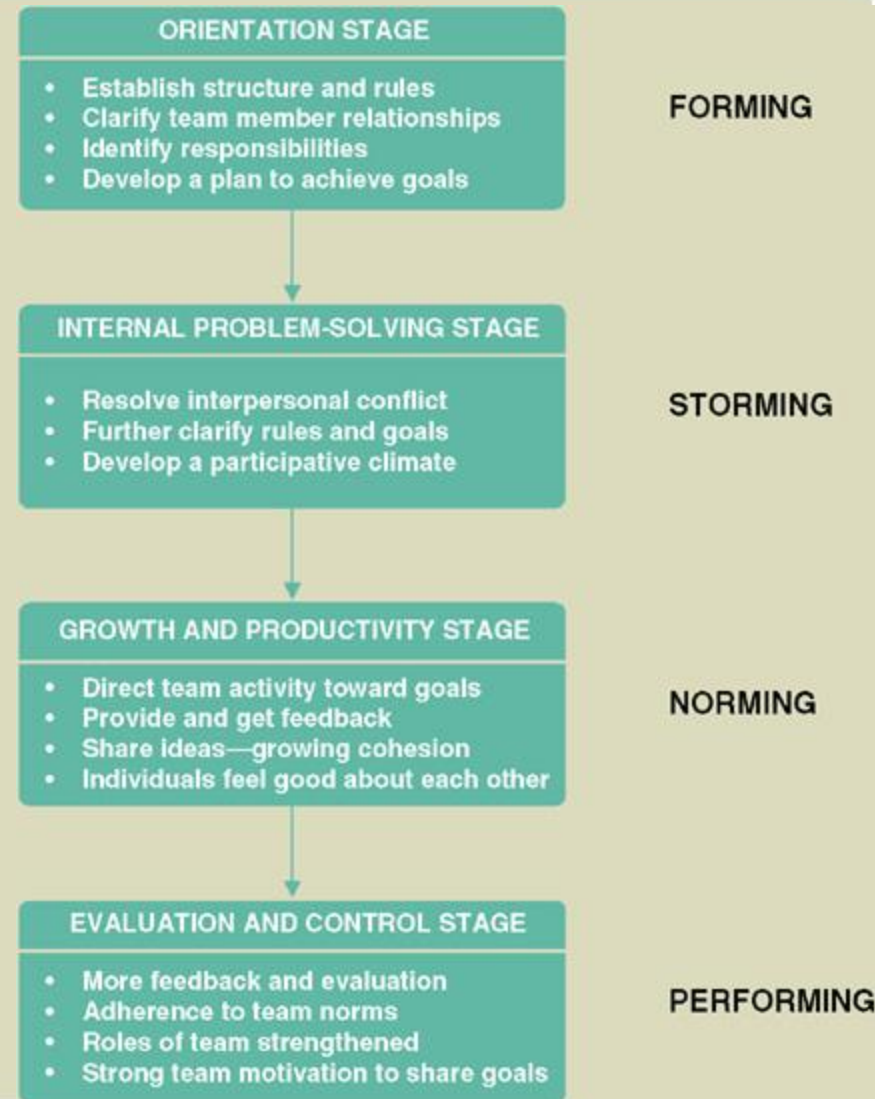 ORIENTATION STAGE
• Establish structure and rules
• Clarify team member relationships
• Identify responsibilities
• Develop a plan to achieve goals
FORMING
INTERNAL PROBLEM-SOLVING STAGE
• Resolve interpersonal conflict
• Further clarify rules and goals
• Develop a participative climate
STORMING
GROWTH AND PRODUCTIVITY STAGE
• Direct team activity toward goals
• Provide and get feedback
• Share ideas—growing cohesion
• Individuals feel good about each other
NORMING
EVALUATION AND CONTROL STAGE
• More feedback and evaluation
• Adherence to team norms
• Roles of team strengthened
• Strong team motivation to share goals
PERFORMING